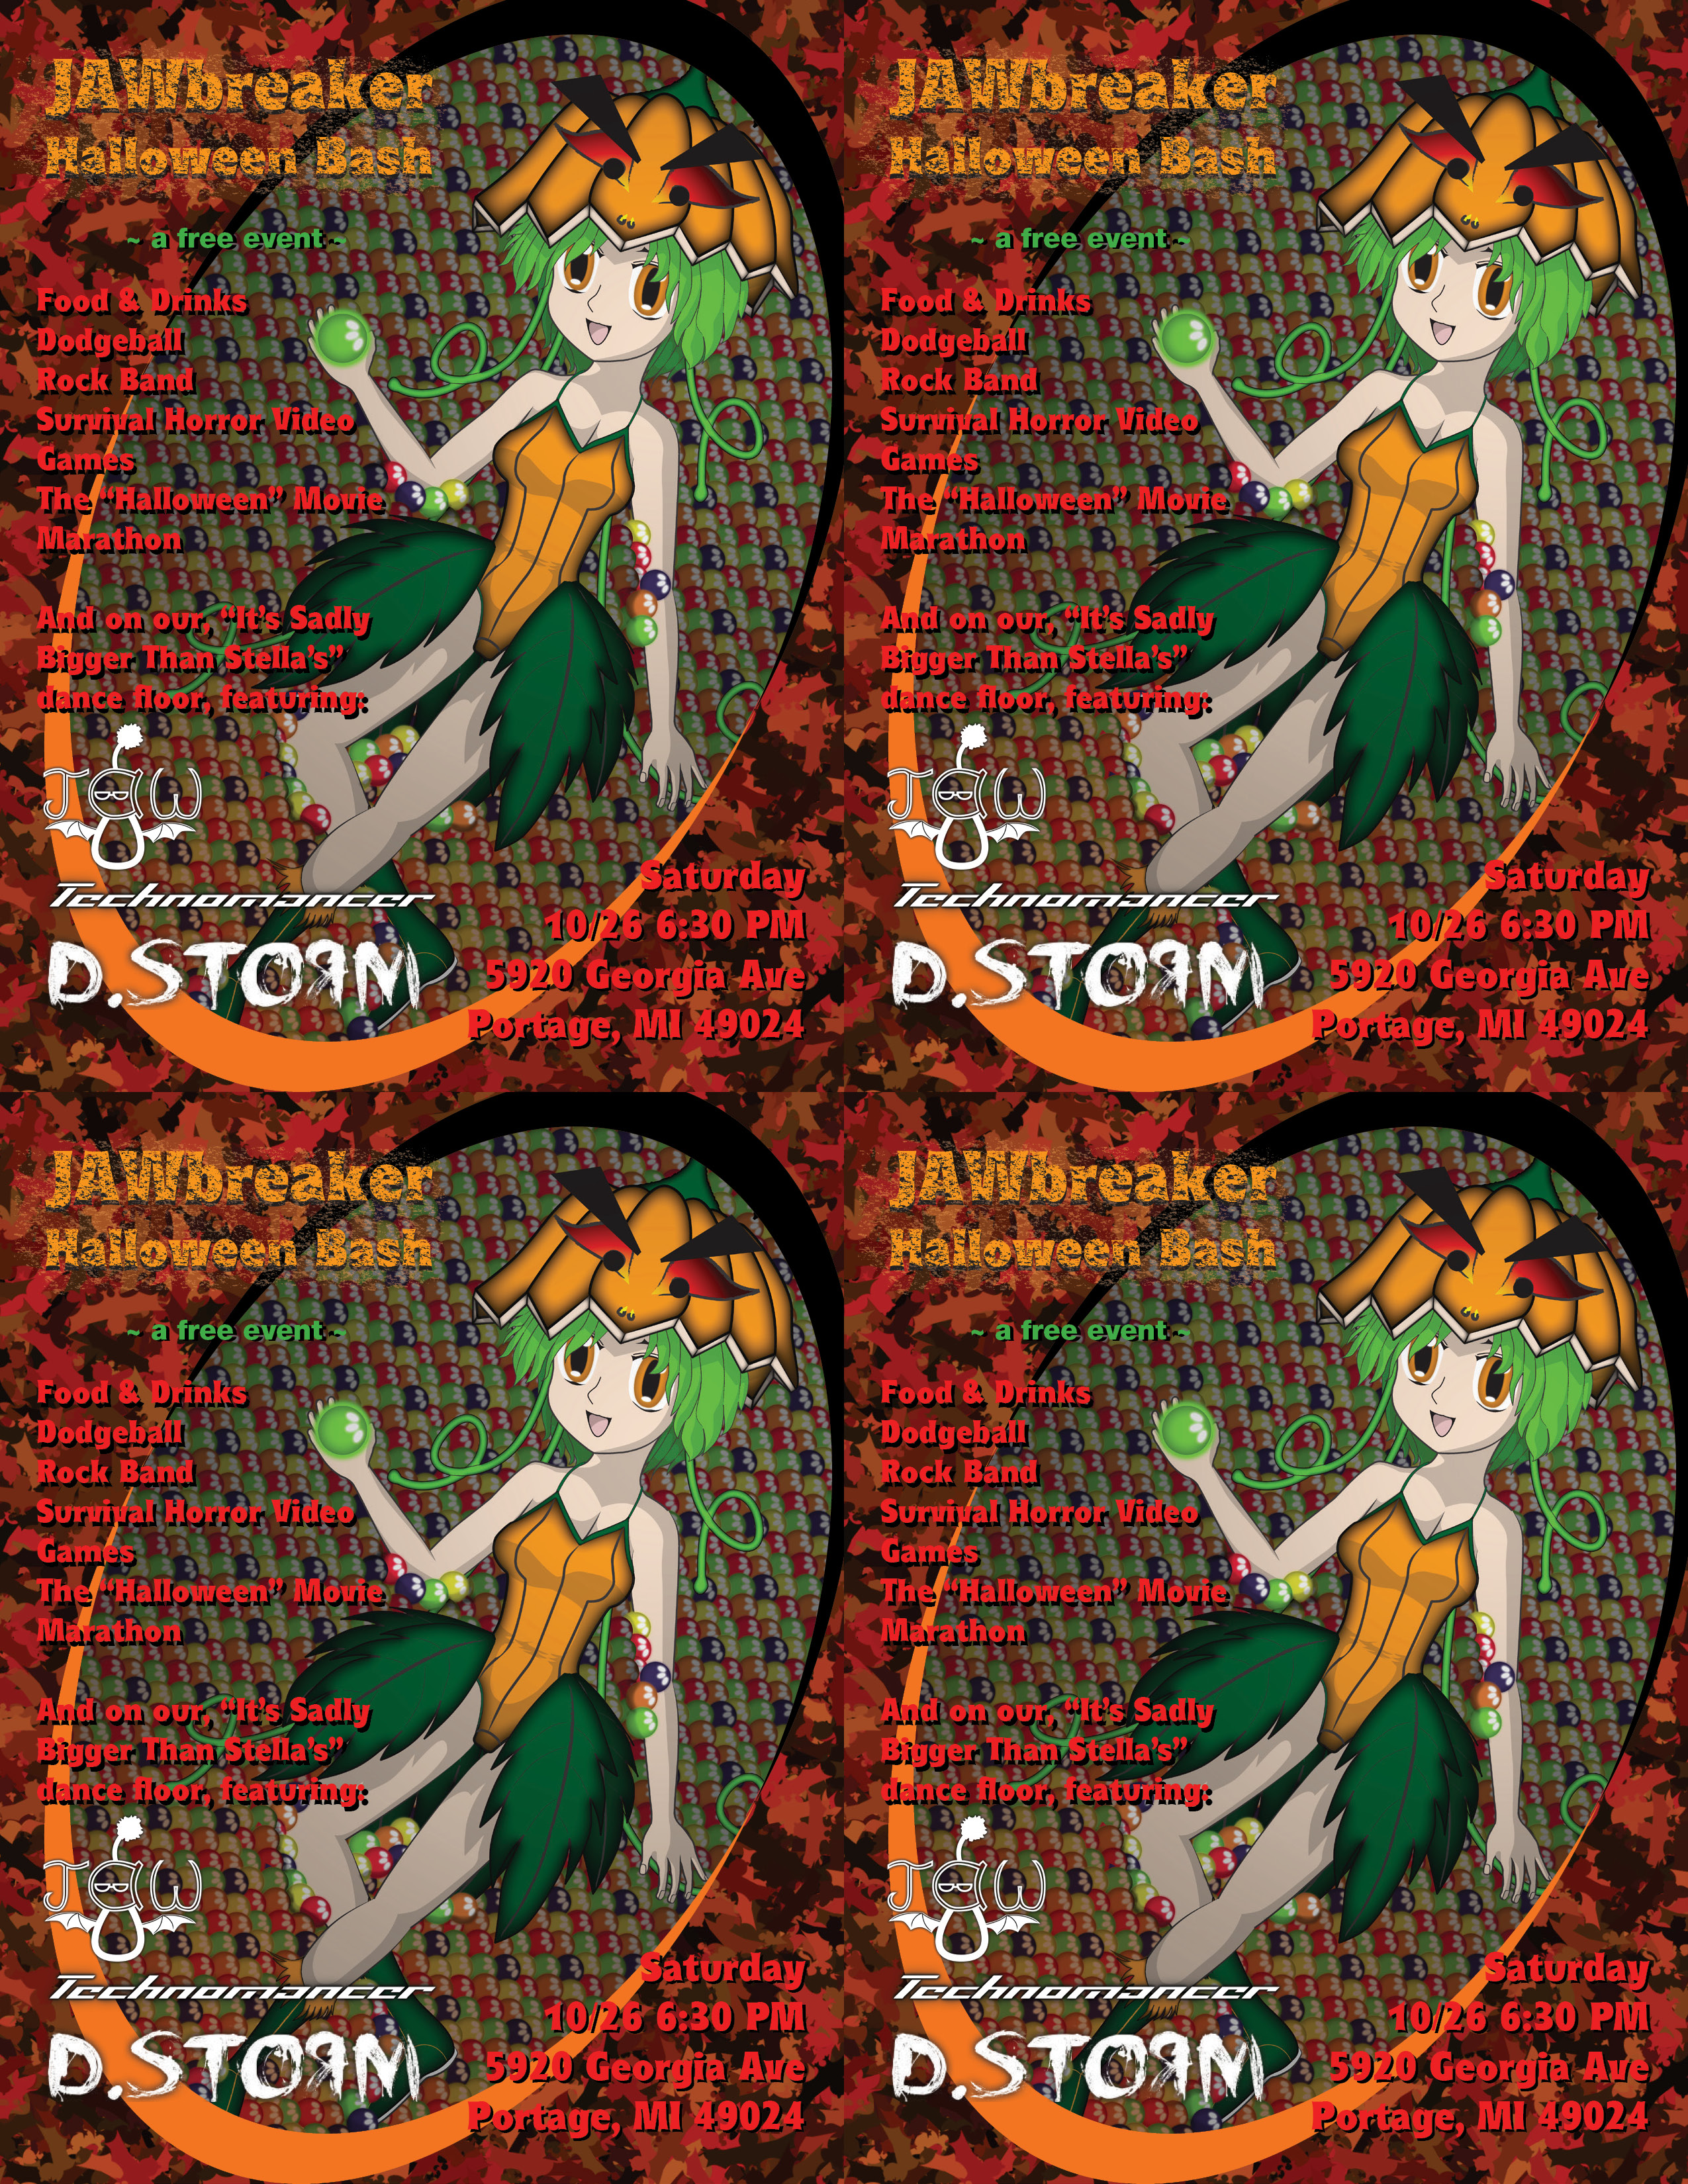 JAWbreaker
Halloween Bash
~ a free event ~
Food & Drinks
Dodgeball
Rock Band
Survival Horror Video
Games
The “Halloween” Movie
Marathon
And on our, “It’s Sadly
Bigger Than Stella’s”
dance floor, featuring:
JAW
Technomancer
D.STORM
Saturday
10/26 6:30 PM
5920 Georgia Ave
Portage, MI 49024
JAWbreaker
Halloween Bash
~ a free event ~
Food & Drinks
Dodgeball
Rock Band
Survival Horror Video
Games
The “Halloween” Movie
Marathon
And on our, “It’s Sadly
Bigger Than Stella’s”
dance floor, featuring:
JAW
Technomancer
D.STORM
Saturday
10/26 6:30 PM
5920 Georgia Ave
Portage, MI 49024
JAWbreaker
Halloween Bash
~ a free event ~
Food & Drinks
Dodgeball
Rock Band
Survival Horror Video
Games
The “Halloween” Movie
Marathon
And on our, “It’s Sadly
Bigger Than Stella’s”
dance floor, featuring:
JAW
Technomancer
D.STORM
Saturday
10/26 6:30 PM
5920 Georgia Ave
Portage, MI 49024
JAWbreaker
Halloween Bash
~ a free event ~
Food & Drinks
Dodgeball
Rock Band
Survival Horror Video
Games
The “Halloween” Movie
Marathon
And on our, “It’s Sadly
Bigger Than Stella’s”
dance floor, featuring:
JAW
Technomancer
D.STORM
Saturday
10/26 6:30 PM
5920 Georgia Ave
Portage, MI 49024